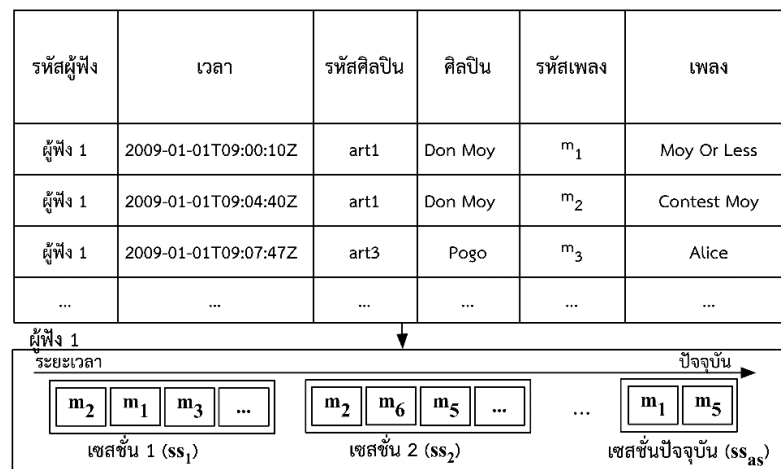 รหัสผู้ฟัง เวลา รหัสศิลปิน ศิลปิน รหัสเพลง เพลง
ผู้ฟัง 1 2009-01-01T09:00:10Z art1 Don Moy m1 Moy Or Less
ผู้ฟัง 1 2009-01-01T09:04:40Z art1 Don Moy m2 Contest Moy
ผู้ฟัง 1 2009-01-01T09:07:47Z art3 Pogo m3 Alice
... ... ... ... ... ...
ผู้ฟัง 1
ระยะเวลา ปัจจุบัน
m2 m1 m3 ... m2 m6 m5 ... ... m1 m5
เซสชั่น 1 (ss1) เซสชั่น 2 (ss2) เซสชั่นปัจจุบัน (ssas)